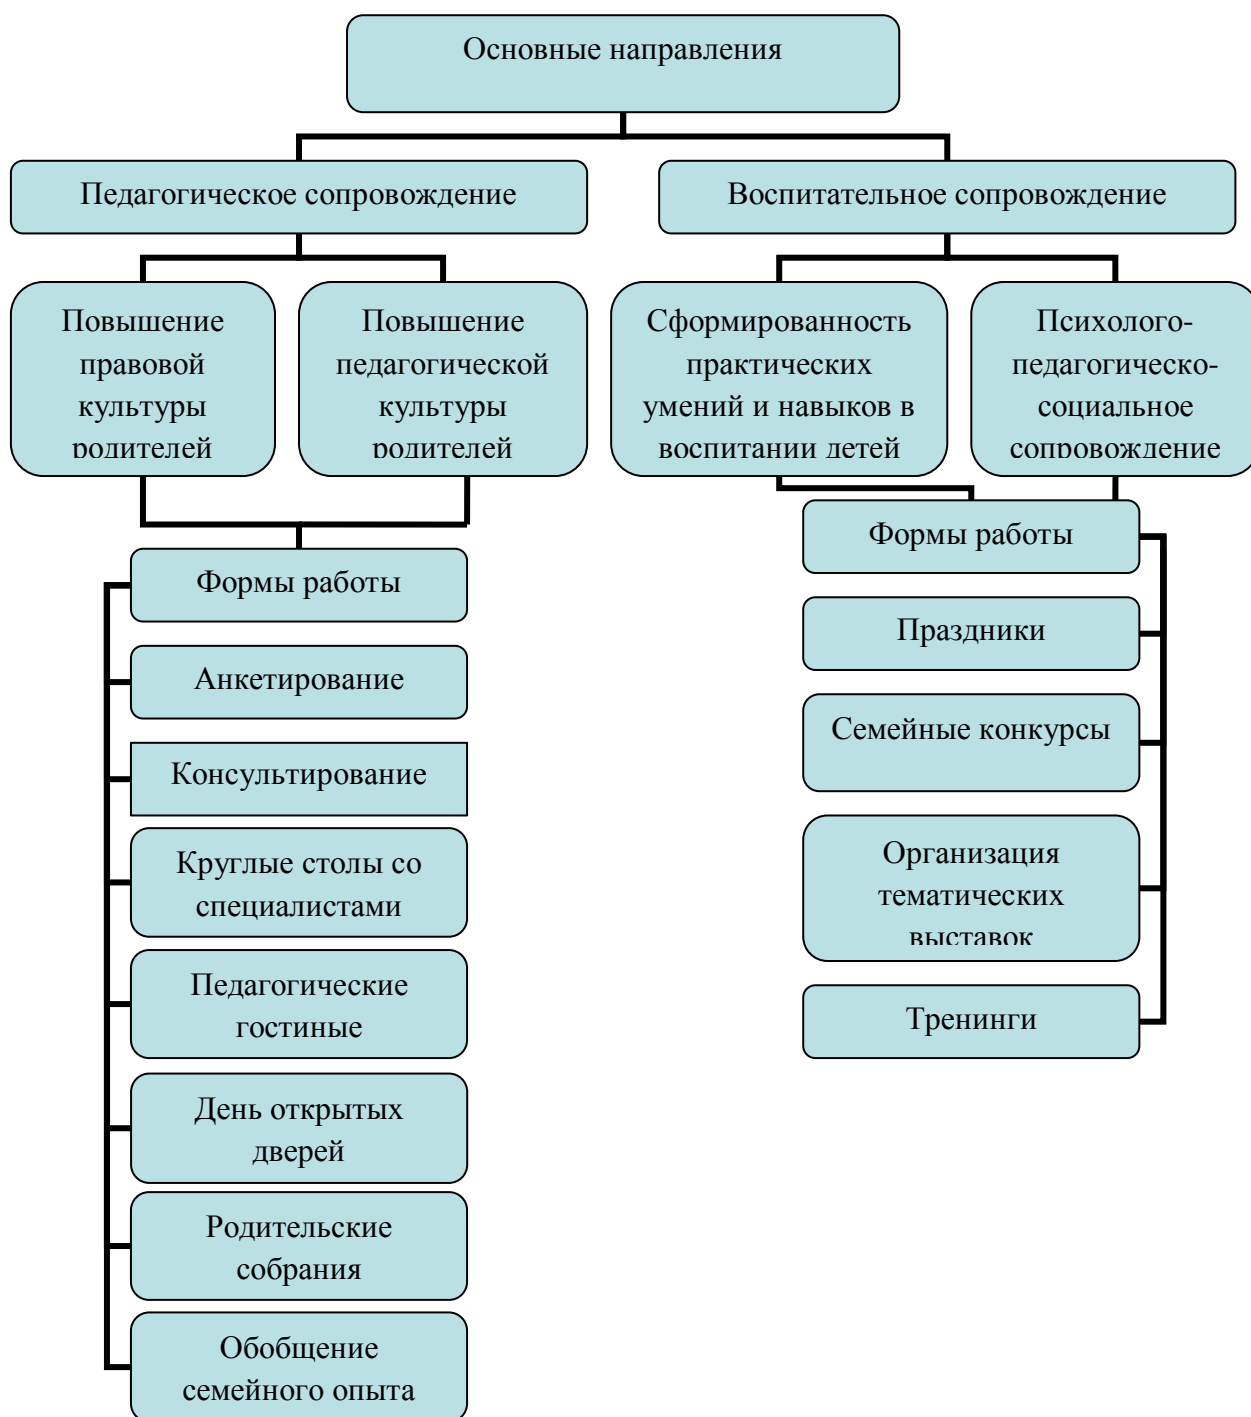 Основные направления
Педагогическое сопровождение
Воспитательное сопровождение
Повышение
правовой
культуры
родителей
Повышение
педагогической
культуры
родителей
Сформированность
практических
умений и навыков в
воспитании детей
Психолого-
педагогическо-
социальное
сопровождение
Формы работы
Анкетирование
Консультирование
Круглые столы со
специалистами
Педагогические
гостиные
День открытых
дверей
Родительские
собрания
Обобщение
семейного опыта
Формы работы
Праздники
Семейные конкурсы
Организация
тематических
выставок
Тренинги